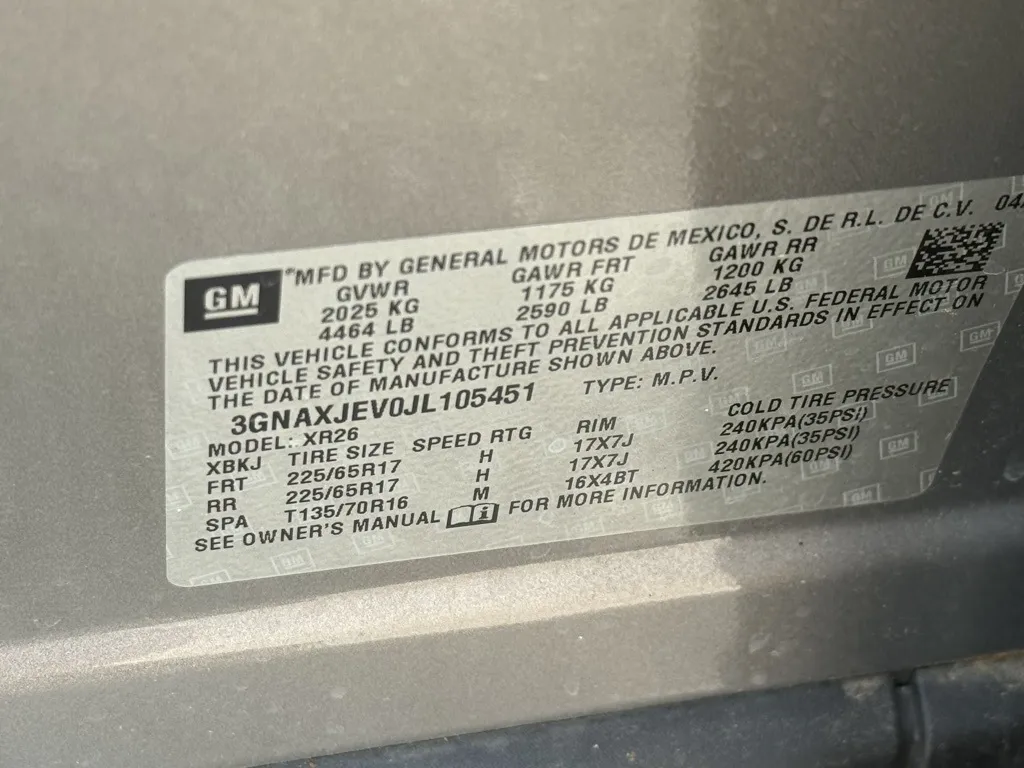 GM
*MFD BY GENERAL MOTORS DE MEXICO, S. DE R.L. DE C.V. 04/
GVWR GAWR FRT GAWR RR
2025 KG 1175 KG 1200 KG
4464 LB 2590 LB 2645 LB
THIS VEHICLE CONFORMS TO ALL APPLICABLE U.S. FEDERAL MOTOR
VEHICLE SAFETY AND THEFT PREVENTION STANDARDS IN EFFECT ON
THE DATE OF MANUFACTURE SHOWN ABOVE.
3GNAXJEV0JL105451 TYPE: M.P.V.
MODEL: XR26
XBKJ TIRE SIZE SPEED RTG RIM COLD TIRE PRESSURE
FRT 225/65R17 H 17X7J 240KPA(35PSI)
RR 225/65R17 H 17X7J 240KPA(35PSI)
SPA T135/70R16 M 16X4BT 420KPA(60PSI)
SEE OWNER'S MANUAL FOR MORE INFORMATION.